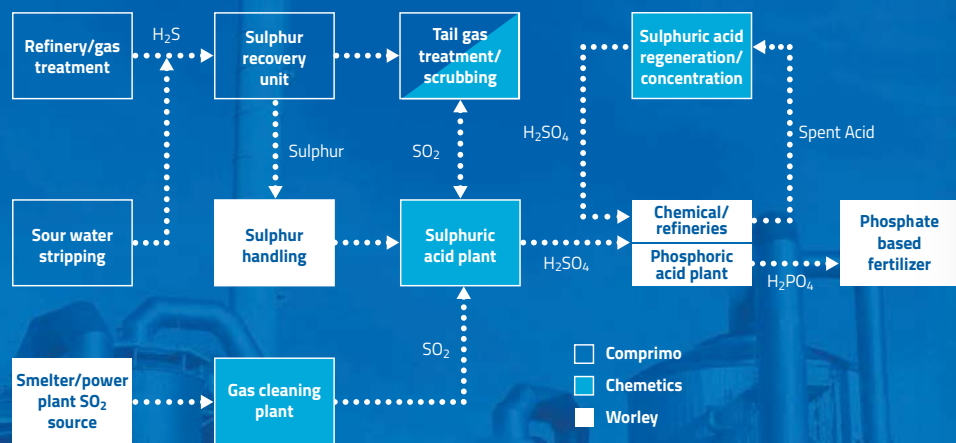 Refinery/gas
treatment
H₂S
Sulphur
recovery
unit
Tail gas
treatment/
scrubbing
Sulphuric acid
regeneration/
concentration/
Sulphur
SO₂
H₂SO₄
Spent Acid
Sour water
stripping
Sulphur
handling
Sulphuric
acid plant
H₂SO₄
Chemical/
refineries
Phosphoric
acid plant
H₂PO₄
Phosphate
based
fertilizer
Smelter/power
plant SO₂
source
Gas cleaning
plant
SO₂
Comprimo
Chemetics
Worley